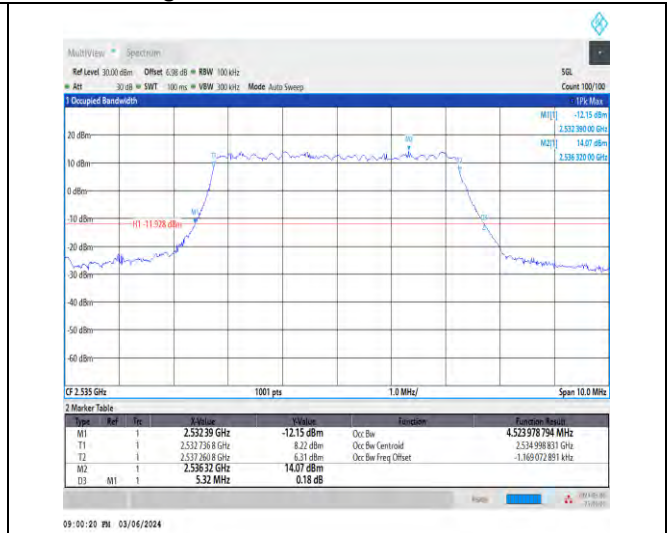 MultiView Spectrum
Ref Level 30.00 dBm Offset 6.98 dB RBW 100 kHz SGL
Att 30 dB SWT 100 ms VBW 300 kHz Mode Auto Sweep Count 100/100
1 Occupied Bandwidth 1Pk Max
M1[1] -12.15 dBm
2.532 390 00 GHz
M2[1] 14.07 dBm
2.536 320 00 GHz
20 dBm
M2
T1
T2
10 dBm
0 dBm
-10 dBm
M1
D3
H1 -11.928 dBm
-20 dBm
-30 dBm
-40 dBm
-50 dBm
-60 dBm
CF 2.535 GHz 1001 pts 1.0 MHz/ Span 10.0 MHz
2 Marker Table
Type Ref Trc X-Value Y-Value Function Function Result
M1 1 2.532 39 GHz -12.15 dBm Occ Bw 4.523 978 794 MHz
T1 1 2.532 736 8 GHz 8.22 dBm Occ Bw Centroid 2.534 998 831 GHz
T2 1 2.537 260 8 GHz 6.31 dBm Occ Bw Freq Offset -1.169 072 891 kHz
M2 1 2.536 32 GHz 14.07 dBm
D3 M1 1 5.32 MHz 0.18 dB
09:00:20 PM 03/06/2024